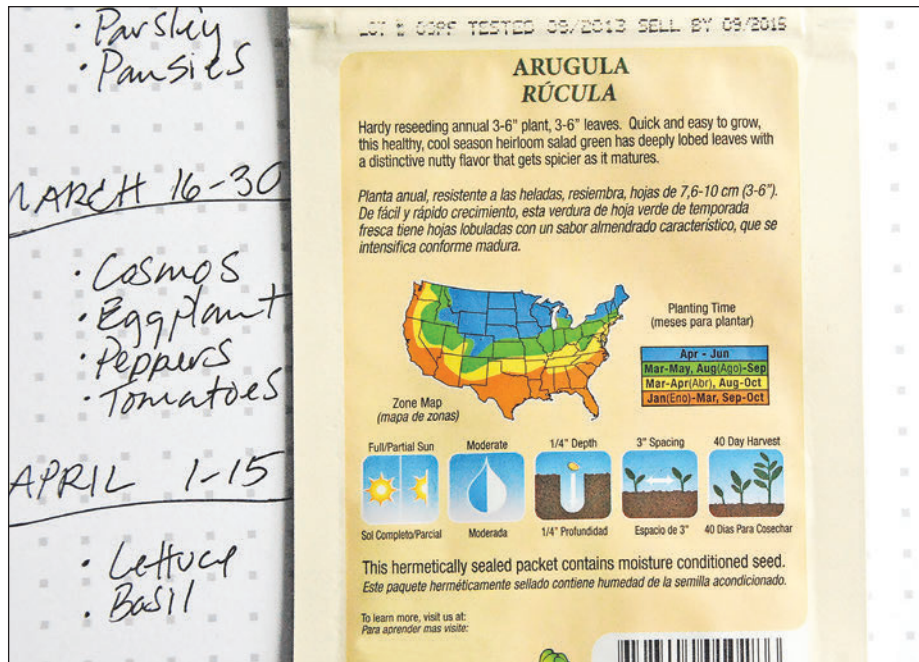 · Parsley
· Pansies
MARCH 16-30
· Cosmos
· Eggplant
· Peppers
· Tomatoes
APRIL 1-15
· Lettuce
· Basil
TESTED 09/2013 SELL BY 09/2015
ARUGULA
RÚCULA
Hardy reseeding annual 3-6" plant, 3-6" leaves. Quick and easy to grow,
this healthy, cool season heirloom salad green has deeply lobed leaves with
a distinctive nutty flavor that gets spicier as it matures.
Planta anual, resistente a las heladas, resiembra, hojas de 7,6-10 cm (3-6").
De fácil y rápido crecimiento, esta verdura de hoja verde de temporada
fresca tiene hojas lobuladas con un sabor almendrado característico, que se
intensifica conforme madura.
Planting Time
(meses para plantar)
Apr - Jun
Mar-May, Aug(Ago)-Sep
Mar-Apr(Abr), Aug-Oct
Jan(Eno)-Mar, Sep-Oct
Zone Map
(mapa de zonas)
Full/Partial Sun Moderate 1/4" Depth 3" Spacing 40 Day Harvest
Sol Completo/Parcial Moderada 1/4" Profundidad Espacio de 3" 40 Dias Para Cosechar
This hermetically sealed packet contains moisture conditioned seed.
Este paquete herméticamente sellado contiene humedad de la semilla acondicionado.
To learn more, visit us at:
Para aprender mas visite: